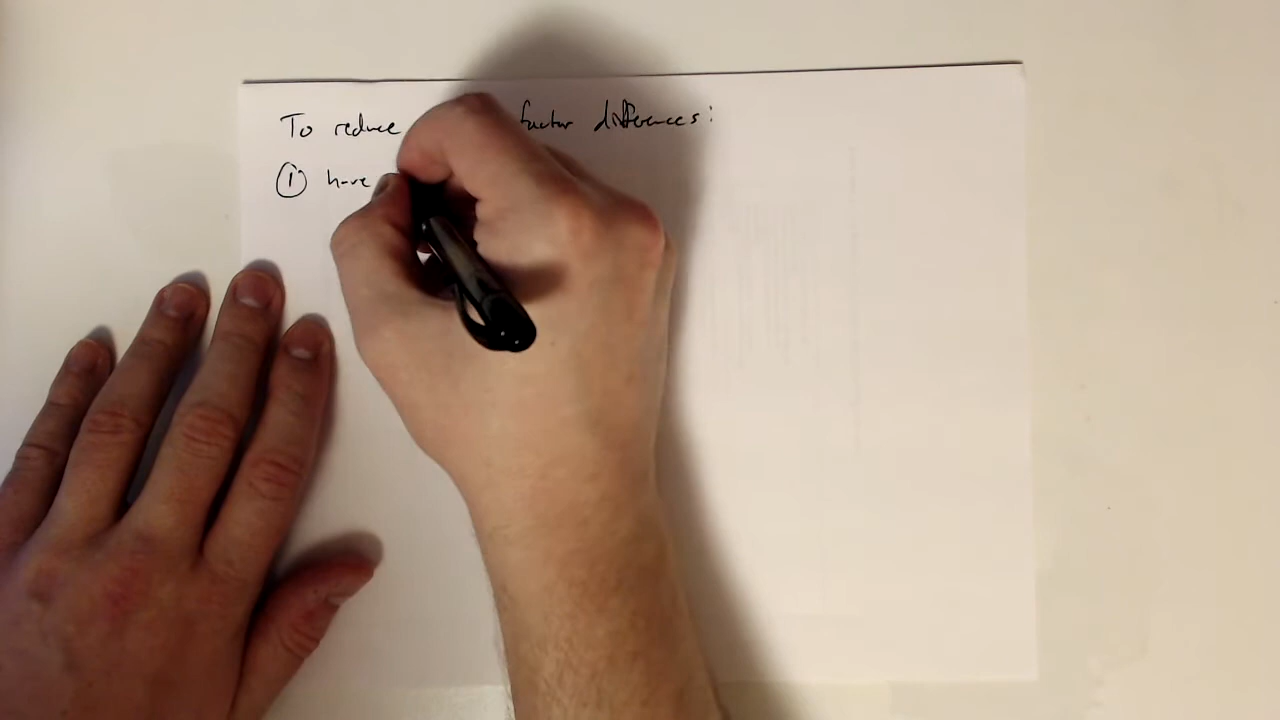 To reduce factor differences:
① have